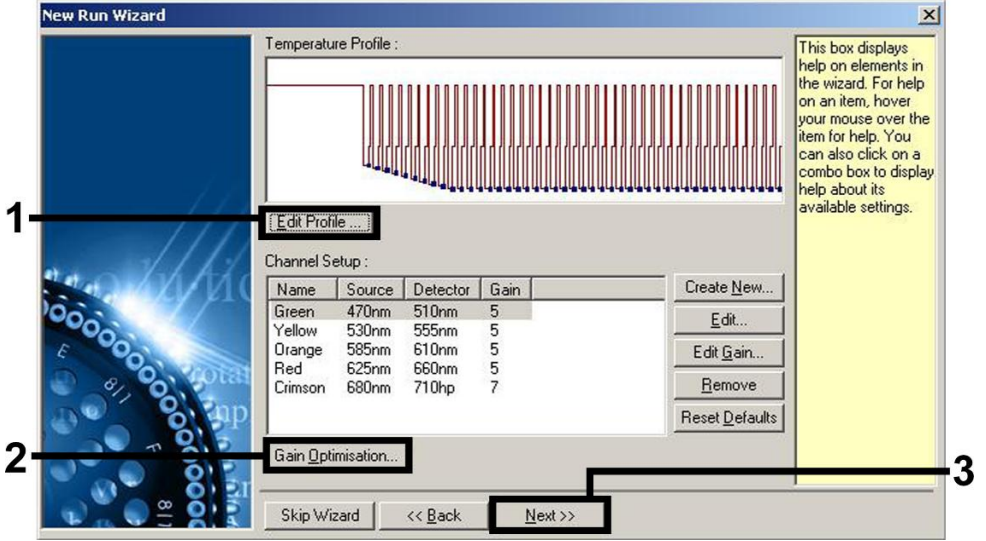 New Run Wizard
Temperature Profile :
This box displays
help on elements in
the wizard. For help
on an item, hover
your mouse over the
item for help. You
can also click on a
combo box to display
help about its
available settings.
1
Edit Profile ...
Channel Setup :
Name Source Detector Gain
Green 470nm 510nm 5
Yellow 530nm 555nm 5
Orange 585nm 610nm 5
Red 625nm 660nm 5
Crimson 680nm 710hp 7
Create New...
Edit...
Edit Gain...
Remove
Reset Defaults
2
Gain Optimisation...
3
Skip Wizard
<< Back
Next >>